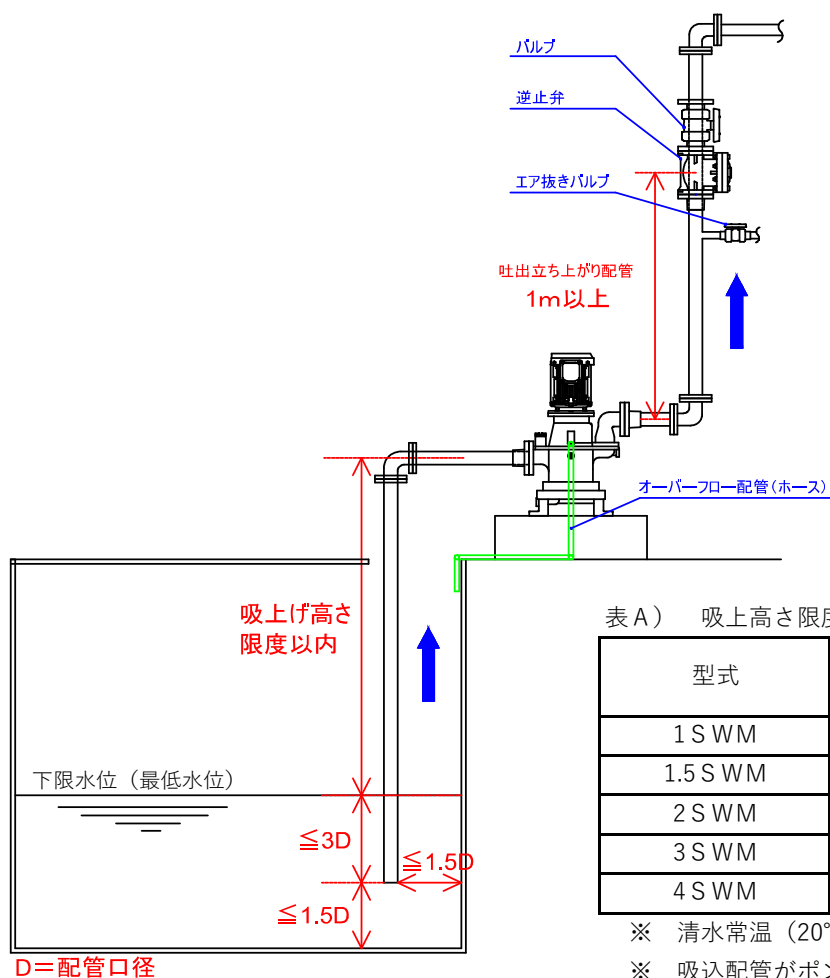 バルブ
逆止弁
エア抜きバルブ
吐出立ち上がり配管
1m以上
オーバーフロー配管(ホース)
吸上げ高さ
限度以内
下限水位（最低水位）
≦3D
≦1.5D
≦1.5D
D＝配管口径
表A） 吸上高さ限度
型式
1SWM
1.5SWM
2SWM
3SWM
4SWM
※ 清水常温（20°
※ 吸込配管がポン